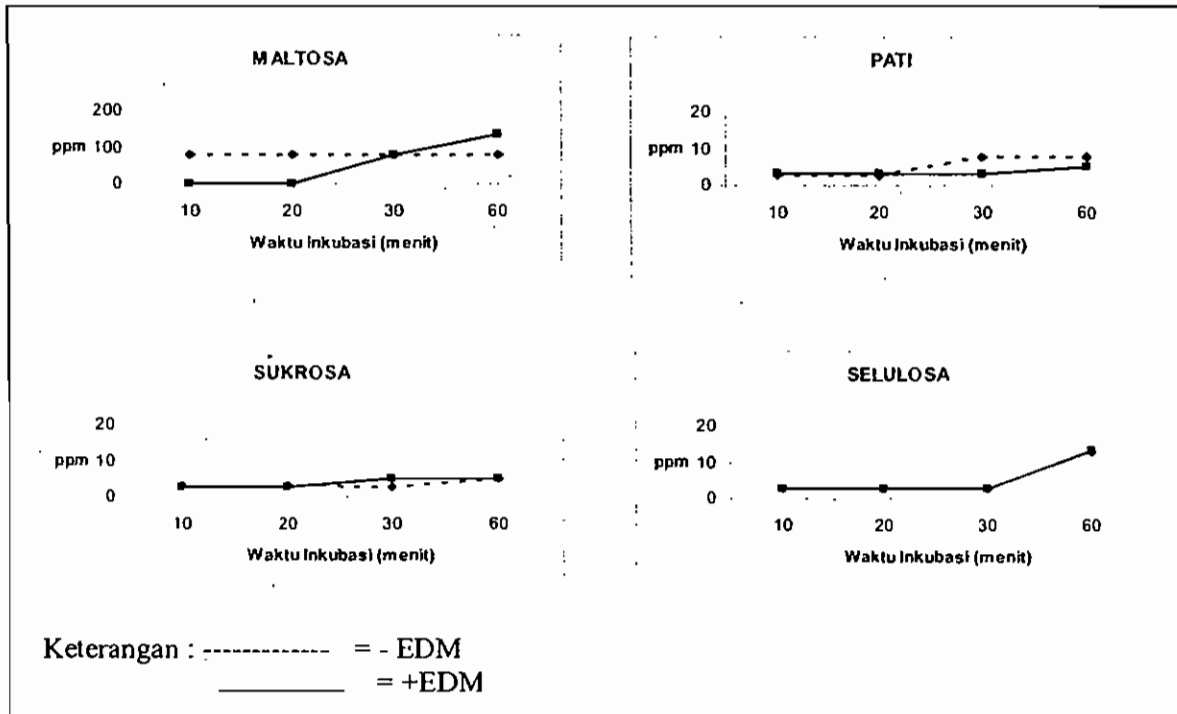 MALTOSA
200
ppm 100
0
10 20 30 60
Waktu Inkubasi (menit)
PATI
20
ppm 10
0
10 20 30 60
Waktu Inkubasi (menit)
SUKROSA
20
ppm 10
0
10 20 30 60
Waktu Inkubasi (menit)
SELULOSA
20
ppm 10
0
10 20 30 60
Waktu Inkubasi (menit)
Keterangan : ------------- = - EDM
___________ = +EDM